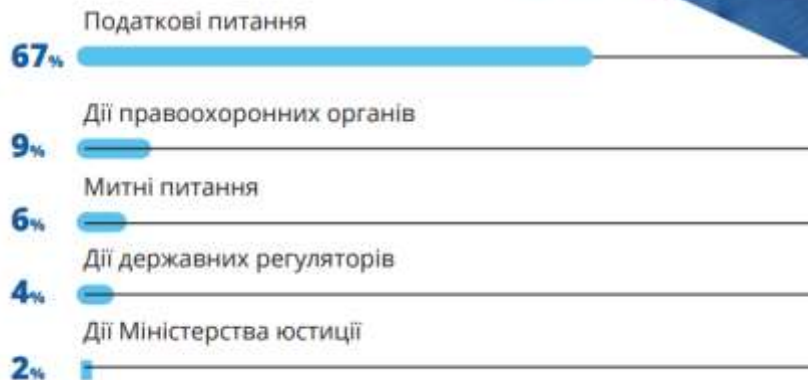 Податкові питання
67%
Дії правоохоронних органів
9%
Митні питання
6%
Дії державних регуляторів
4%
Дії Міністерства юстиції
2%